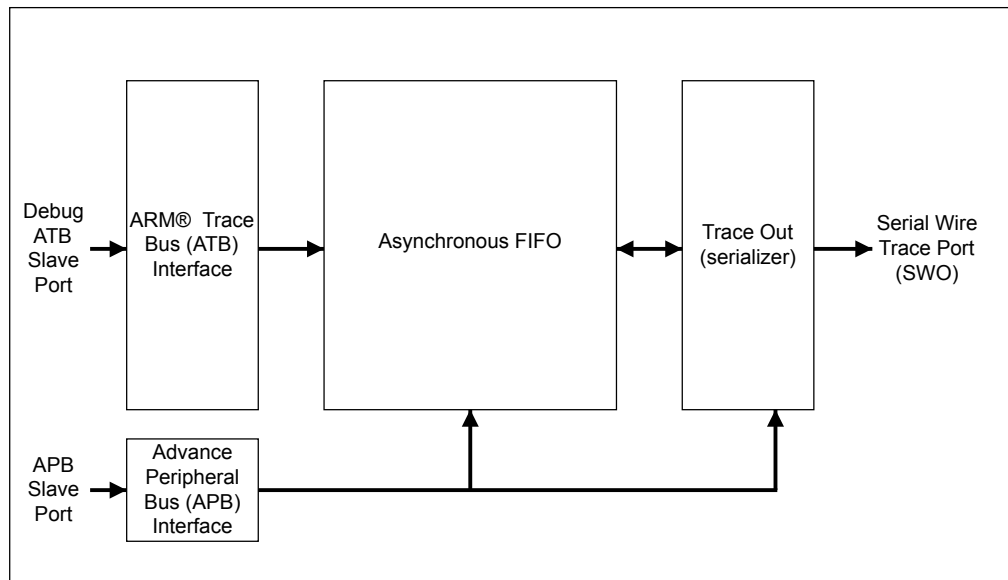 Debug
ATB
Slave
Port
ARM® Trace
Bus (ATB)
Interface
Asynchronous FIFO
Trace Out
(serializer)
Serial Wire
Trace Port
(SWO)
APB
Slave
Port
Advance
Peripheral
Bus (APB)
Interface